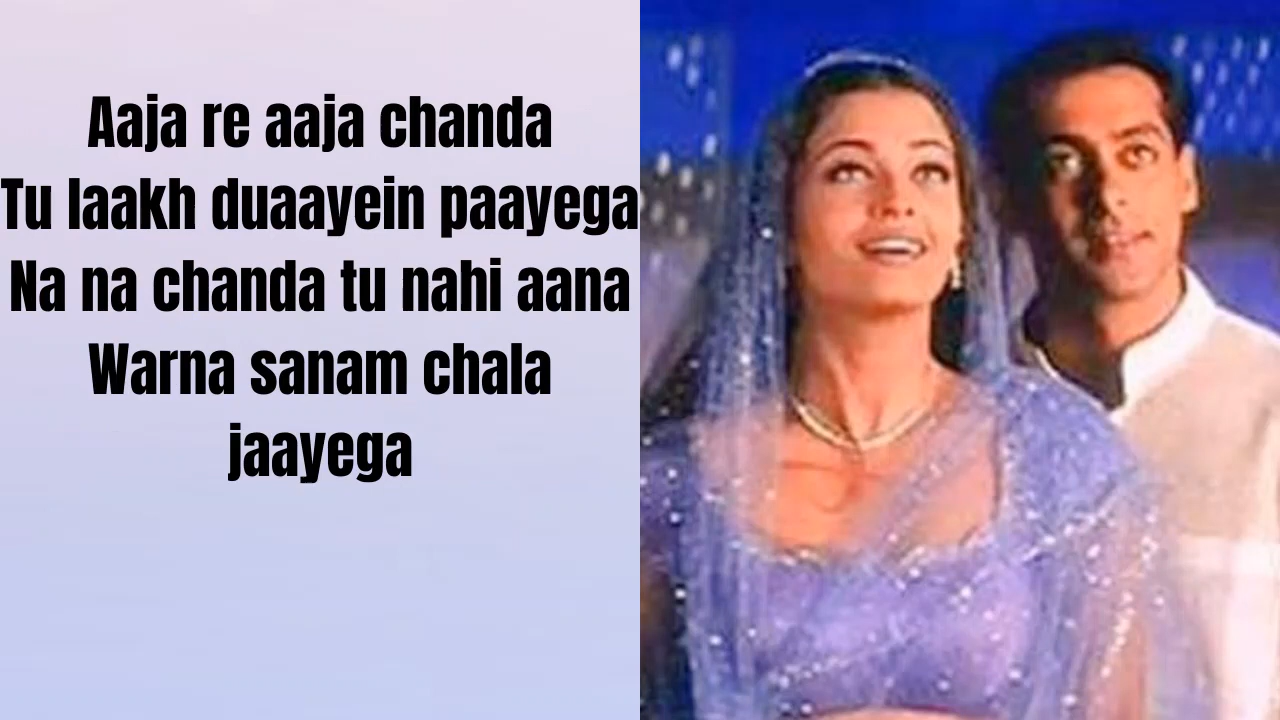 Aaja re aaja chanda
Tu laakh duaayein paayega
Na na chanda tu nahi aana
Warna sanam chala
jaayega